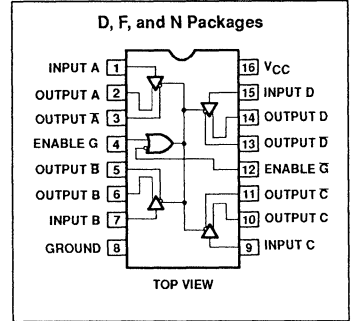 D, F, and N Packages
INPUT A 1
OUTPUT A 2
OUTPUT A̅ 3
ENABLE G 4
OUTPUT B̅ 5
OUTPUT B 6
INPUT B 7
GROUND 8
16 VCC
15 INPUT D
14 OUTPUT D
13 OUTPUT D̅
12 ENABLE G̅
11 OUTPUT C̅
10 OUTPUT C
9 INPUT C
TOP VIEW